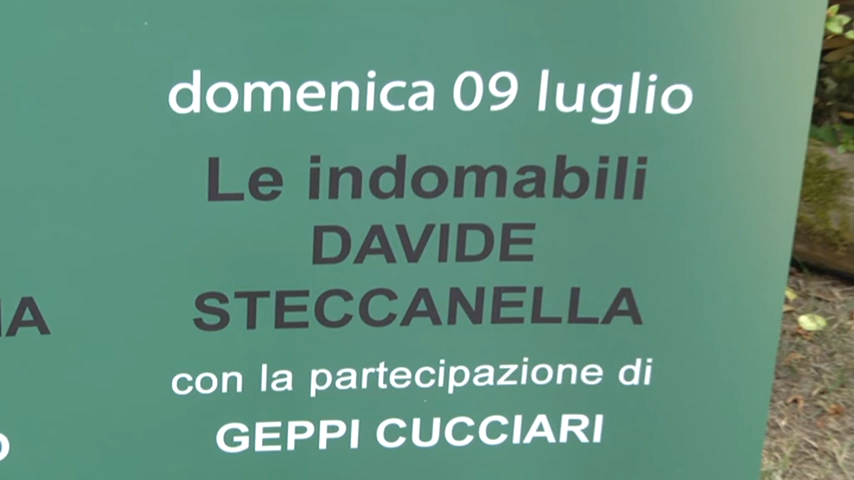 domenica 09 luglio
Le indomabili
DAVIDE
STECCANELLA
con la partecipazione di
GEPPI CUCCIARI